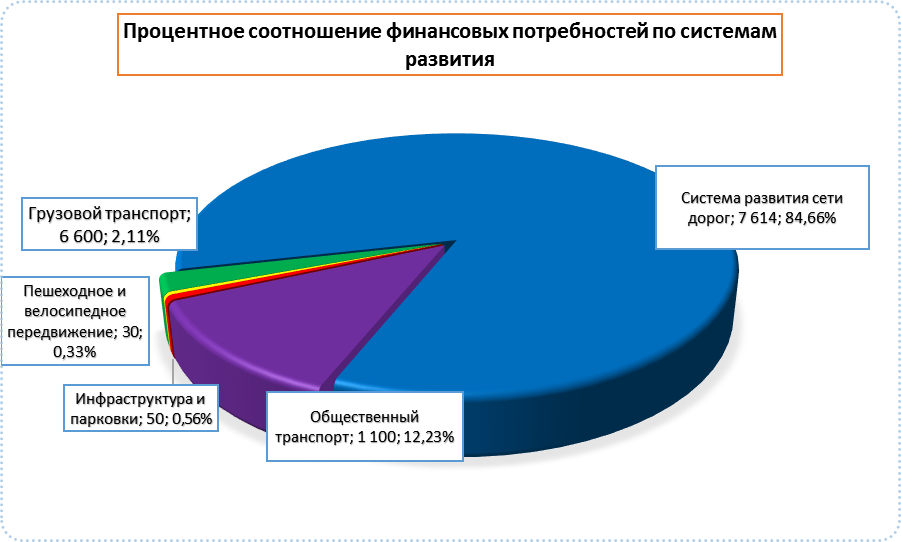 Процентное соотношение финансовых потребностей по системам
развития
Система развития сети
дорог; 7 614; 84,66%
Грузовой транспорт;
6 600; 2,11%
Пешеходное и
велосипедное
передвижение; 30;
0,33%
Инфраструктура и
парковки; 50; 0,56%
Общественный
транспорт; 1 100; 12,23%